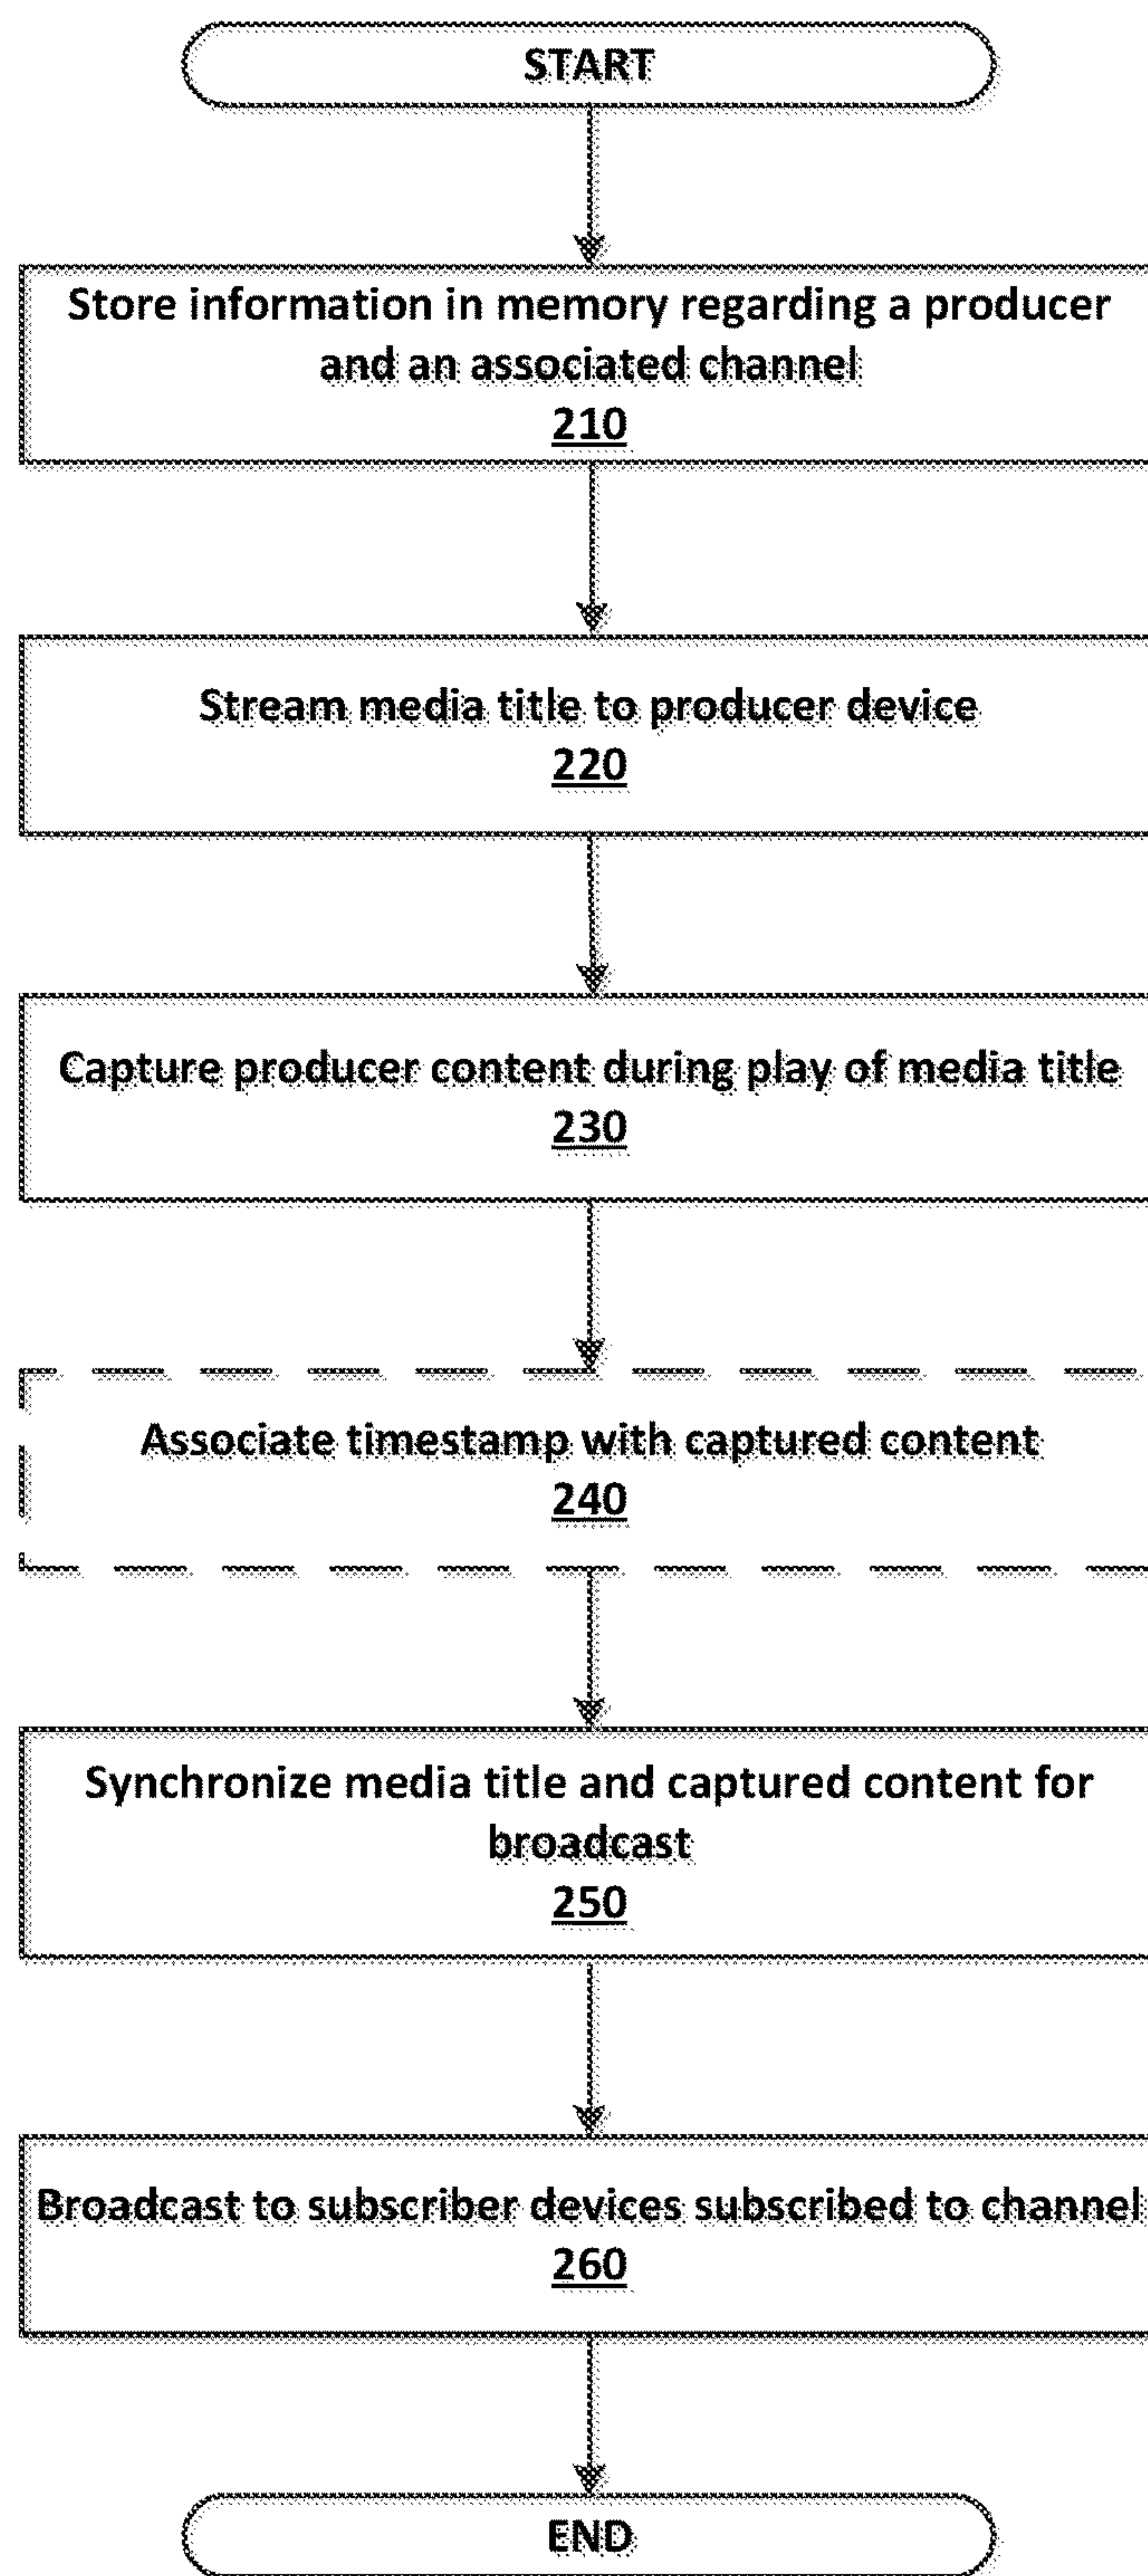 START
Store information in memory regarding a producer
and an associated channel
210
Stream media title to producer device
220
Capture producer content during play of media title
230
Associate timestamp with captured content
240
Synchronize media title and captured content for
broadcast
250
Broadcast to subscriber devices subscribed to channel
260
END